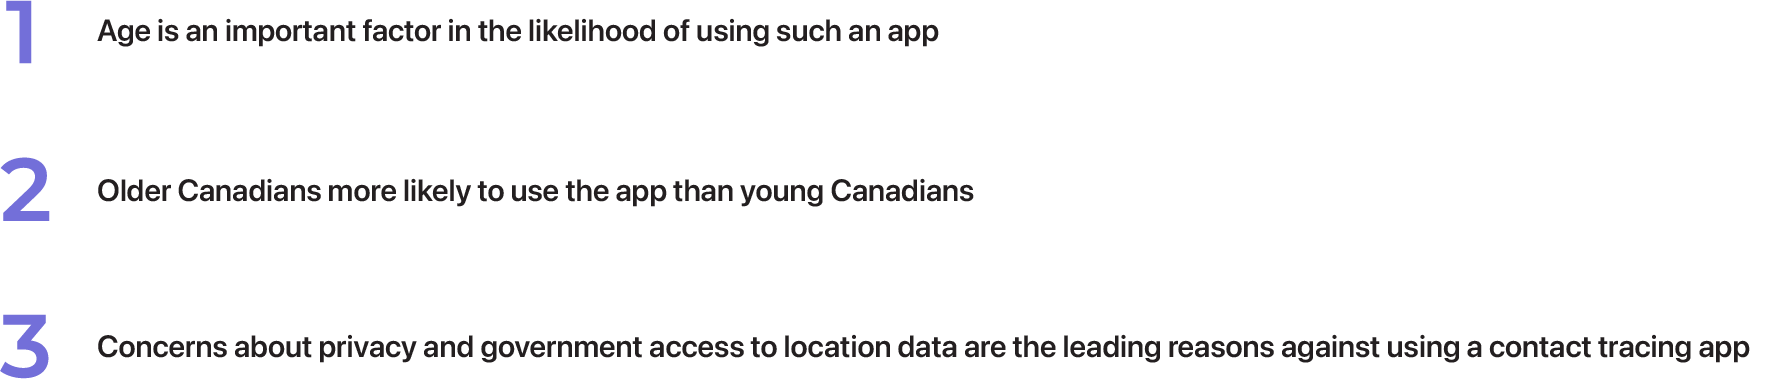 1 Age is an important factor in the likelihood of using such an app
2 Older Canadians more likely to use the app than young Canadians
3 Concerns about privacy and government access to location data are the leading reasons against using a contact tracing app